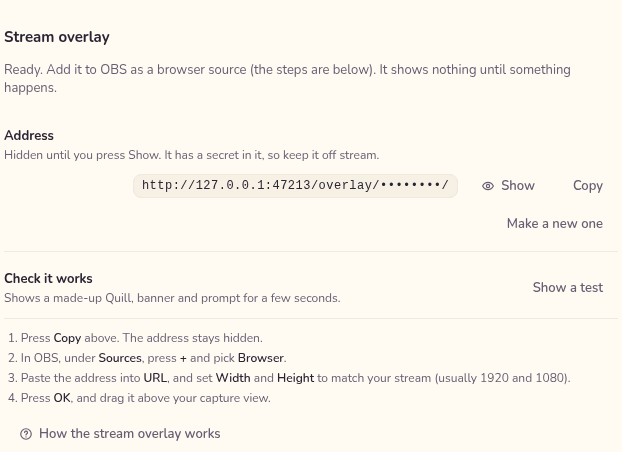 Stream overlay
Ready. Add it to OBS as a browser source (the steps are below). It shows nothing until something
happens.
Address
Hidden until you press Show. It has a secret in it, so keep it off stream.
http://127.0.0.1:47213/overlay/••••••••/
Show
Copy
Make a new one
Check it works
Shows a made-up Quill, banner and prompt for a few seconds.
Show a test
1. Press Copy above. The address stays hidden.
2. In OBS, under Sources, press + and pick Browser.
3. Paste the address into URL, and set Width and Height to match your stream (usually 1920 and 1080).
4. Press OK, and drag it above your capture view.
How the stream overlay works